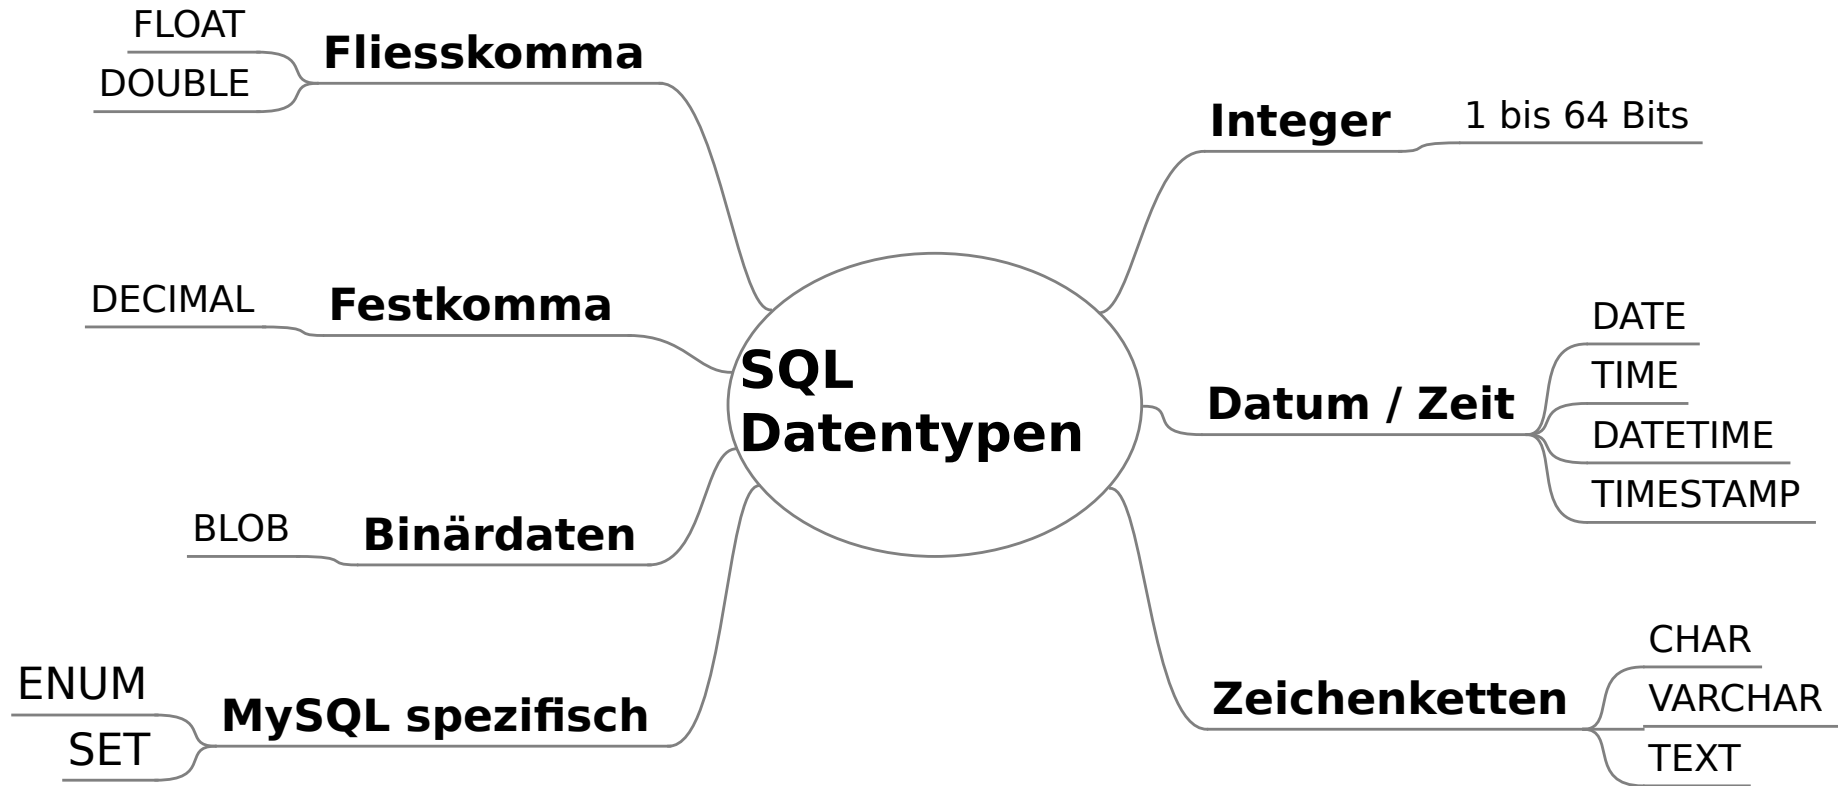 SQL
Datentypen
Fliesskomma
FLOAT
DOUBLE
Festkomma
DECIMAL
Binärdaten
BLOB
MySQL spezifisch
ENUM
SET
Integer
1 bis 64 Bits
Datum / Zeit
DATE
TIME
DATETIME
TIMESTAMP
Zeichenketten
CHAR
VARCHAR
TEXT